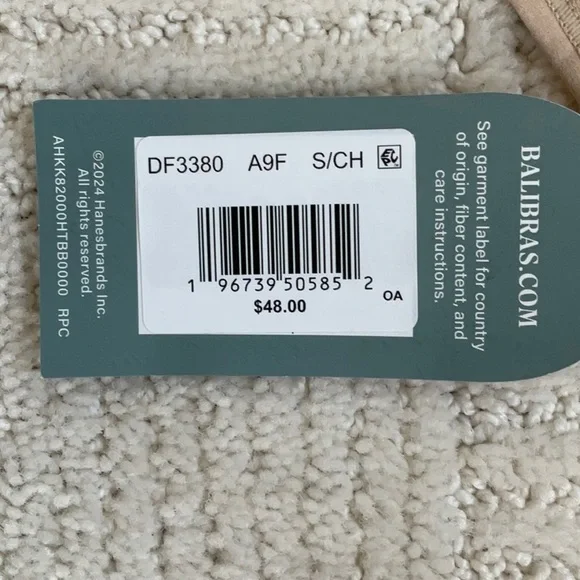 DF3380 A9F S/CH
1 96739 50585 2
$48.00 OA
BALIBRAS.COM
See garment label for country
of origin, fiber content, and
care instructions.
©2024 Hanesbrands Inc.
All rights reserved.
AHKK82000HTBB0000 RPC